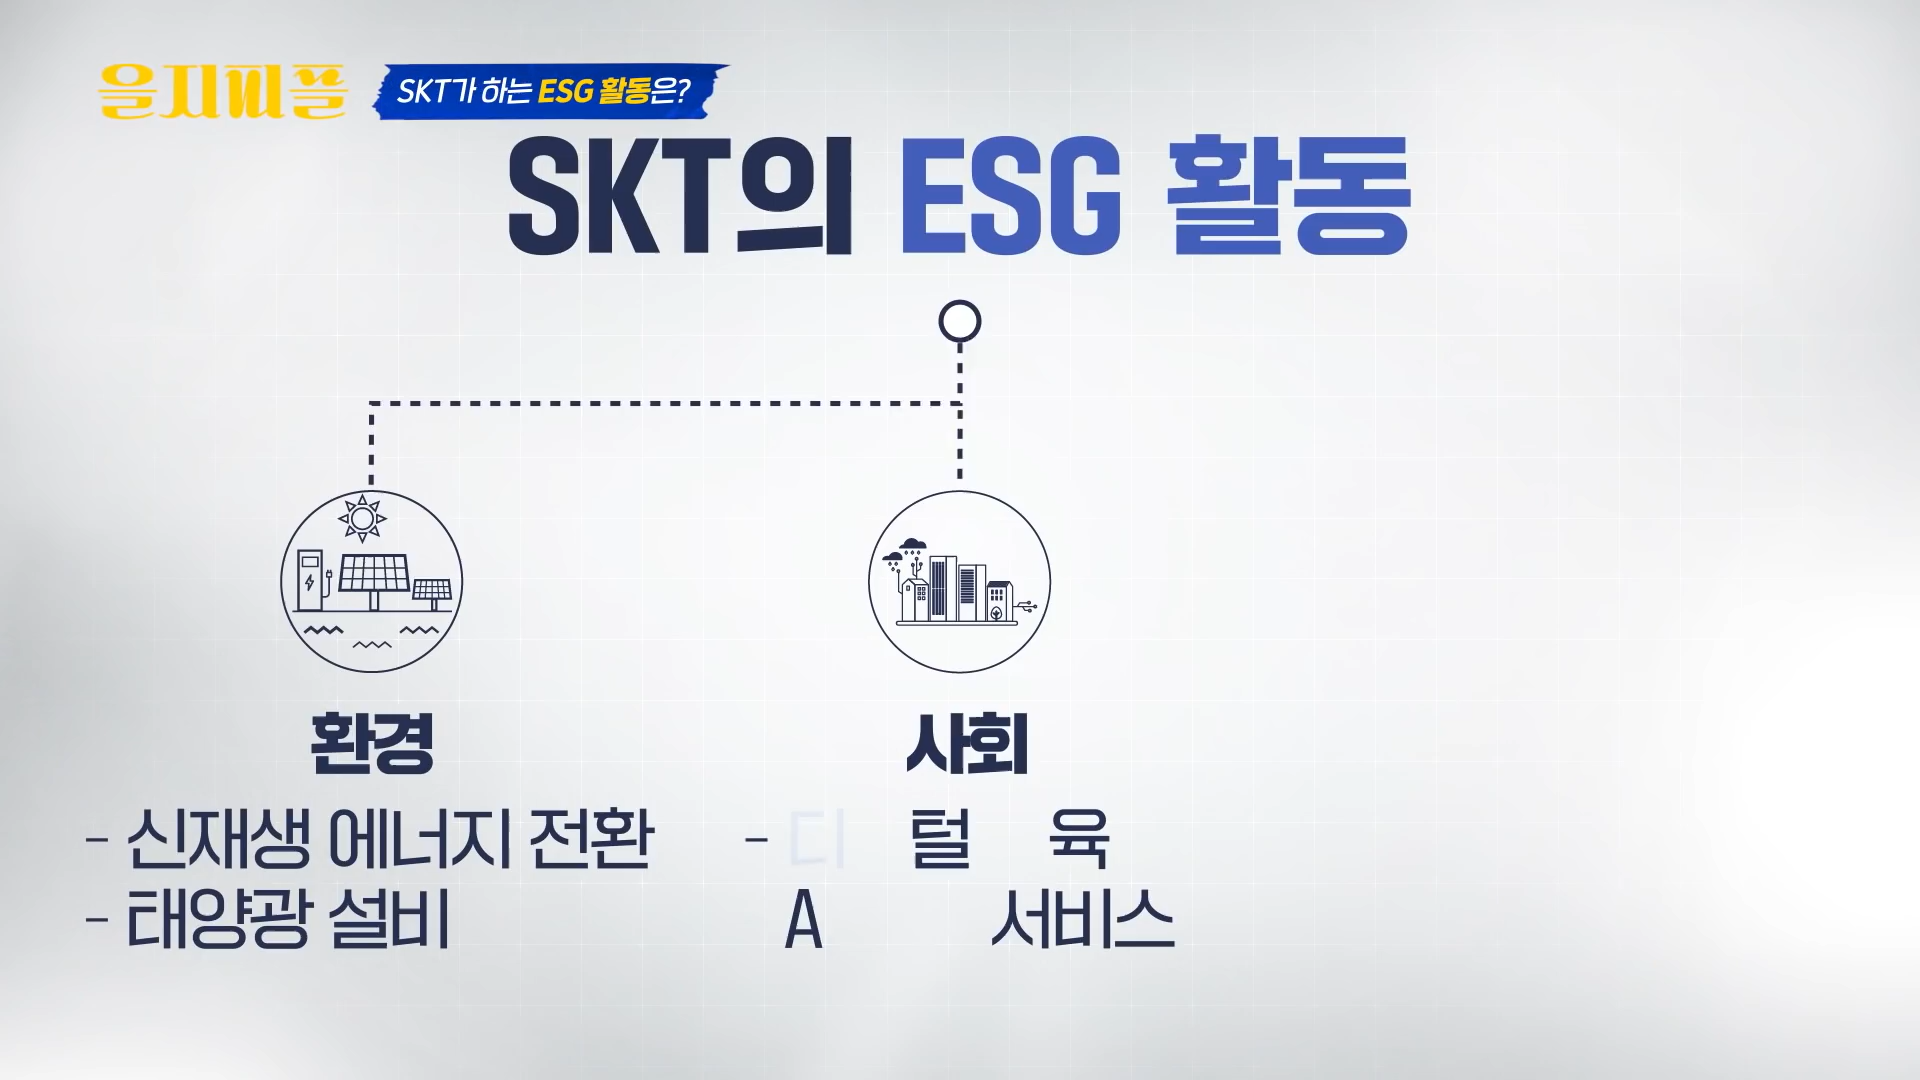 을지피플
SKT가 하는 ESG 활동은?
SKT의 ESG 활동
환경
- 신재생 에너지 전환
- 태양광 설비
사회
- 디 털 육
A 서비스